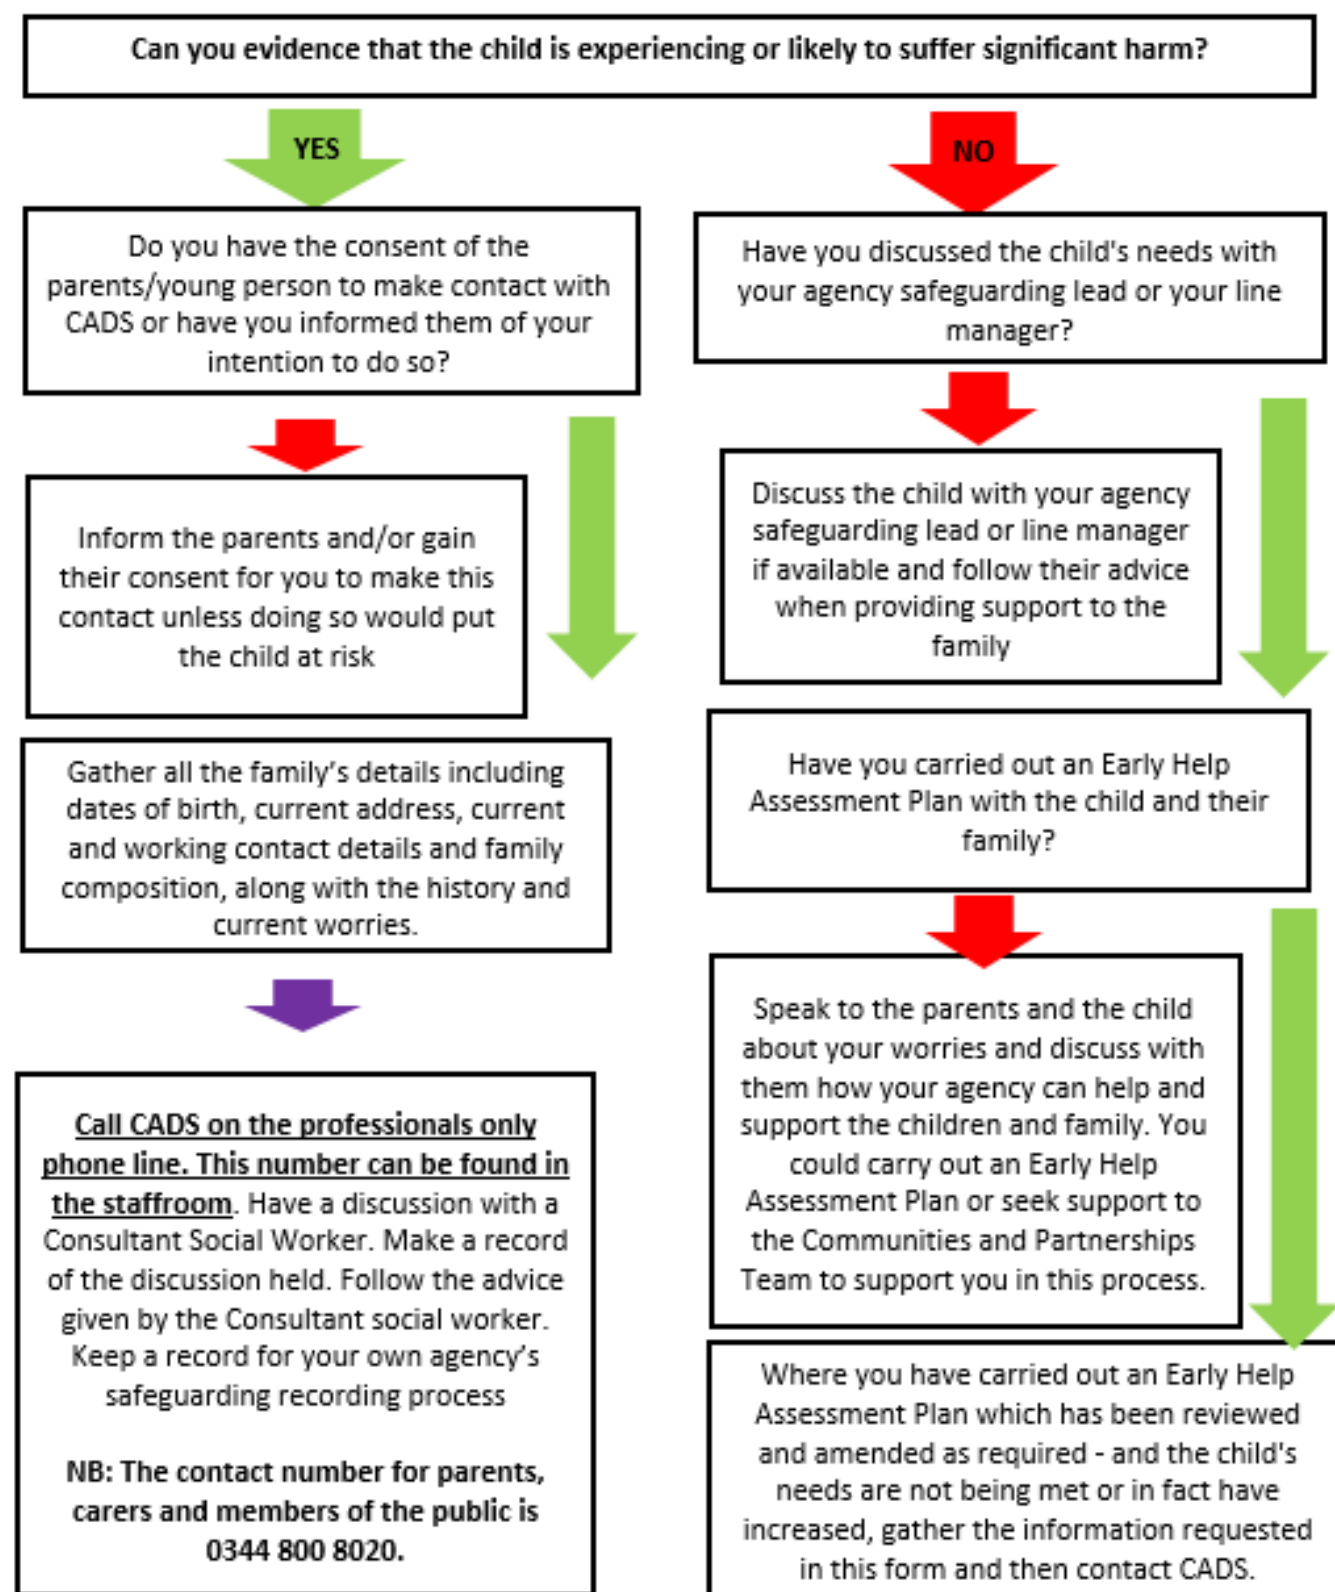 Can you evidence that the child is experiencing or likely to suffer significant harm?
YES
NO
Do you have the consent of the
parents/young person to make contact with
CADS or have you informed them of your
intention to do so?
Inform the parents and/or gain
their consent for you to make this
contact unless doing so would put
the child at risk
Gather all the family’s details including
dates of birth, current address, current
and working contact details and family
composition, along with the history and
current worries.
Call CADS on the professionals only
phone line. This number can be found in
the staffroom. Have a discussion with a
Consultant Social Worker. Make a record
of the discussion held. Follow the advice
given by the Consultant social worker.
Keep a record for your own agency’s
safeguarding recording process
NB: The contact number for parents,
carers and members of the public is
0344 800 8020.
Have you discussed the child's needs with
your agency safeguarding lead or your line
manager?
Discuss the child with your agency
safeguarding lead or line manager
if available and follow their advice
when providing support to the
family
Have you carried out an Early Help
Assessment Plan with the child and their
family?
Speak to the parents and the child
about your worries and discuss with
them how your agency can help and
support the children and family. You
could carry out an Early Help
Assessment Plan or seek support to
the Communities and Partnerships
Team to support you in this process.
Where you have carried out an Early Help
Assessment Plan which has been reviewed
and amended as required - and the child's
needs are not being met or in fact have
increased, gather the information requested
in this form and then contact CADS.